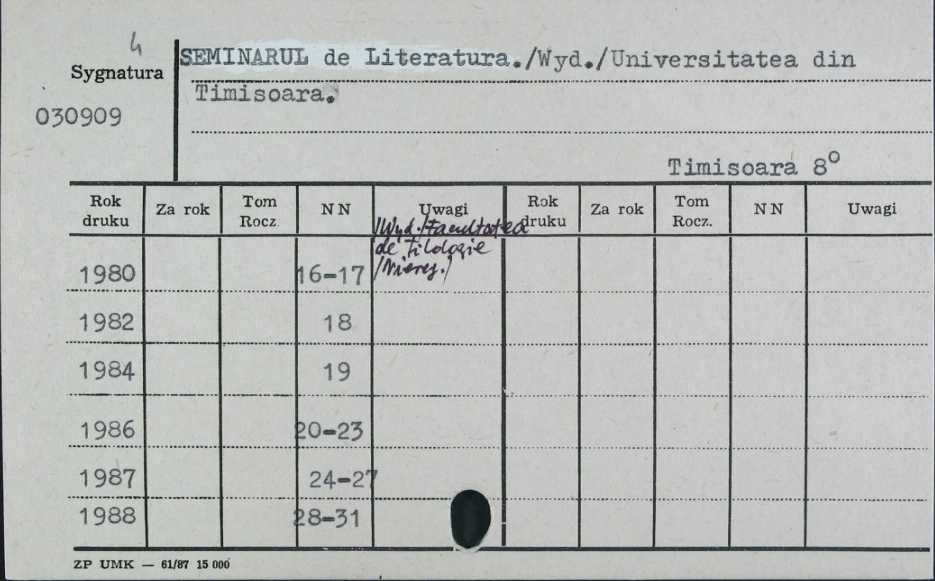 4
Sygnatura
030909
SEMINARUL de Literatura./Wyd./Universitatea din
Timisoara.
Timisoara 8°
Rok druku Za rok Tom Rocz. NN Uwagi Rok druku Za rok Tom Rocz. NN Uwagi
/Wyd./Facultatea
de Filologie
/Niereg./
1980 16-17
1982 18
1984 19
1986 20-23
1987 24-27
1988 28-31
ZP UMK — 61/87 15 000